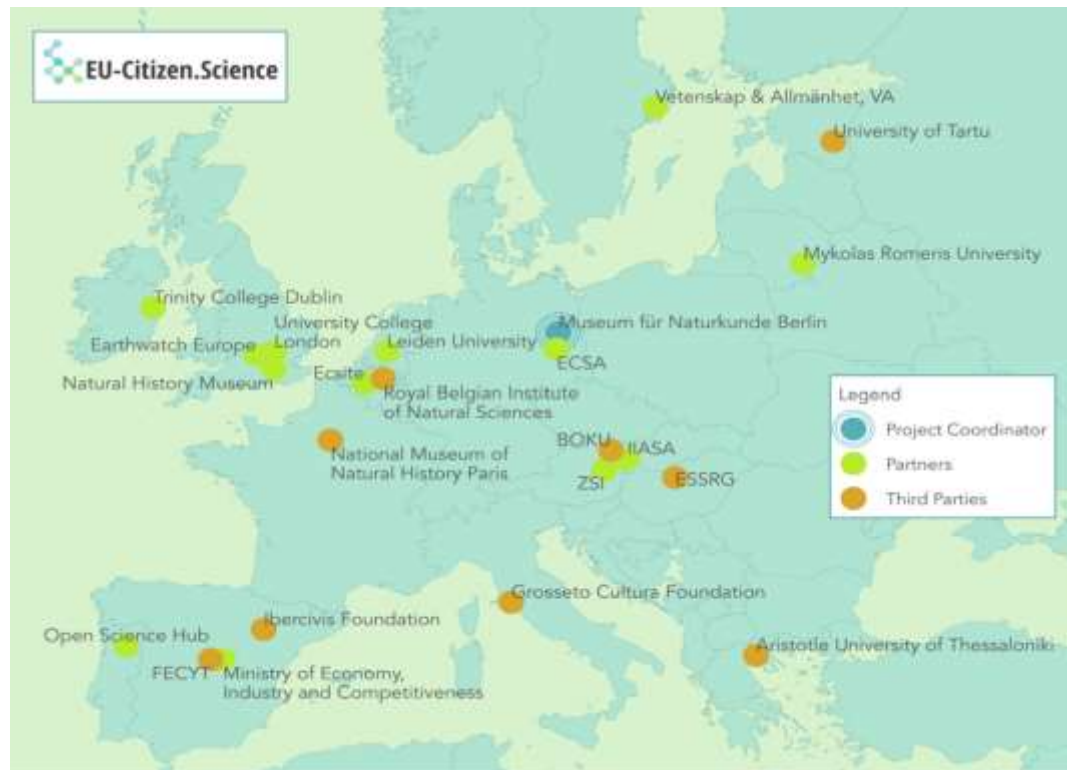 EU-Citizen.Science
Vetenskap & Allmänhet, VA
University of Tartu
Mykolas Romeris University
Trinity College Dublin
University College
London
Earthwatch Europe
Natural History Museum
Leiden University
Museum für Naturkunde Berlin
ECSA
Ecsite
Royal Belgian Institute
of Natural Sciences
National Museum of
Natural History Paris
BOKU
IIASA
ZSI
ESSRG
Legend
Project Coordinator
Partners
Third Parties
Grosseto Cultura Foundation
Ibercivis Foundation
Open Science Hub
FECYT
Ministry of Economy,
Industry and Competitiveness
Aristotle University of Thessaloniki